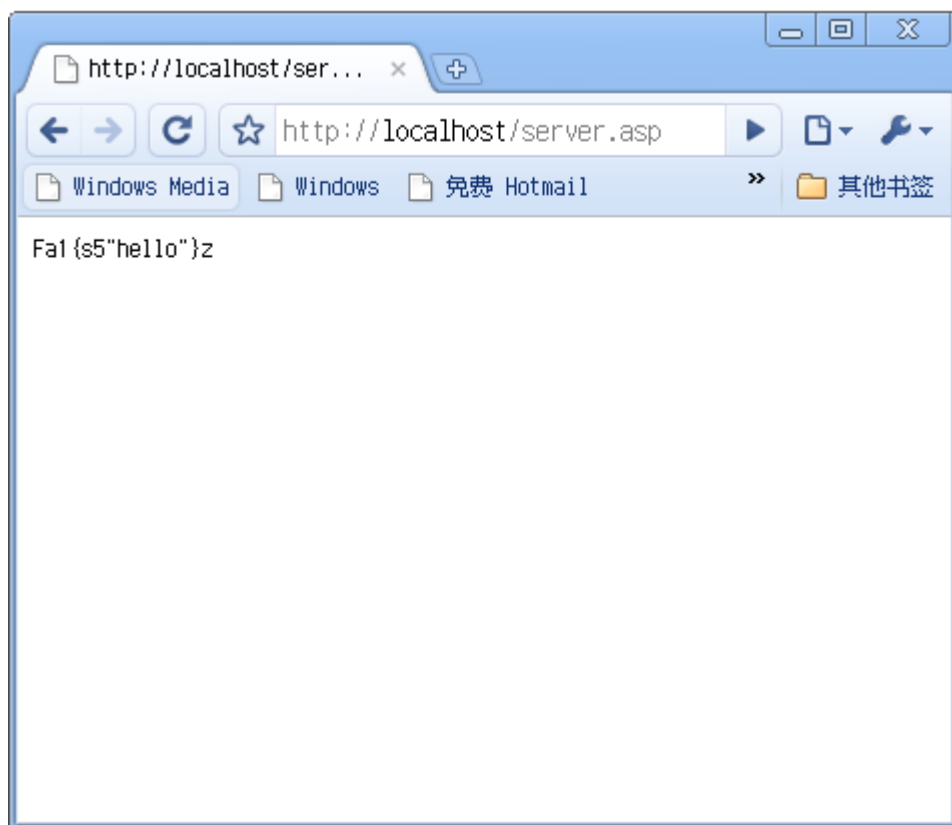 http://localhost/ser...
http://localhost/server.asp
Windows Media Windows 免费 Hotmail » 其他书签
Fa1{s5"hello"}z